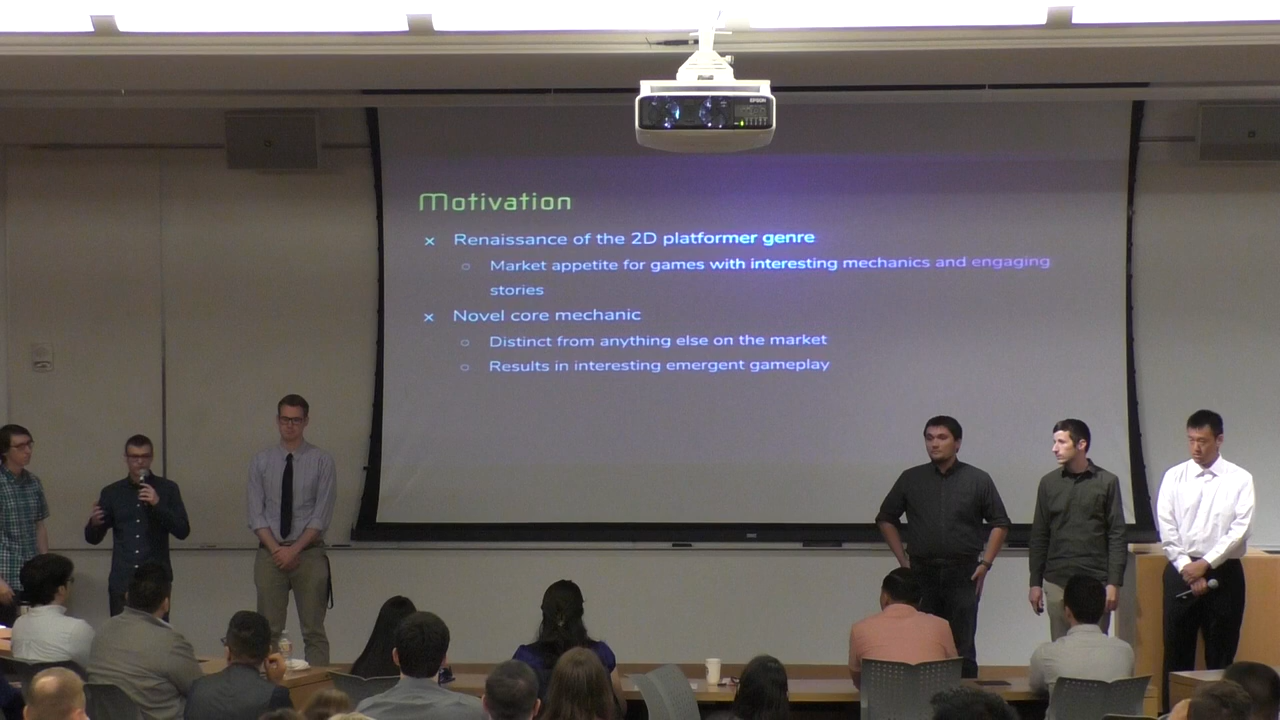 EPSON
Motivation
× Renaissance of the 2D platformer genre
○ Market appetite for games with interesting mechanics and engaging
stories
× Novel core mechanic
○ Distinct from anything else on the market
○ Results in interesting emergent gameplay